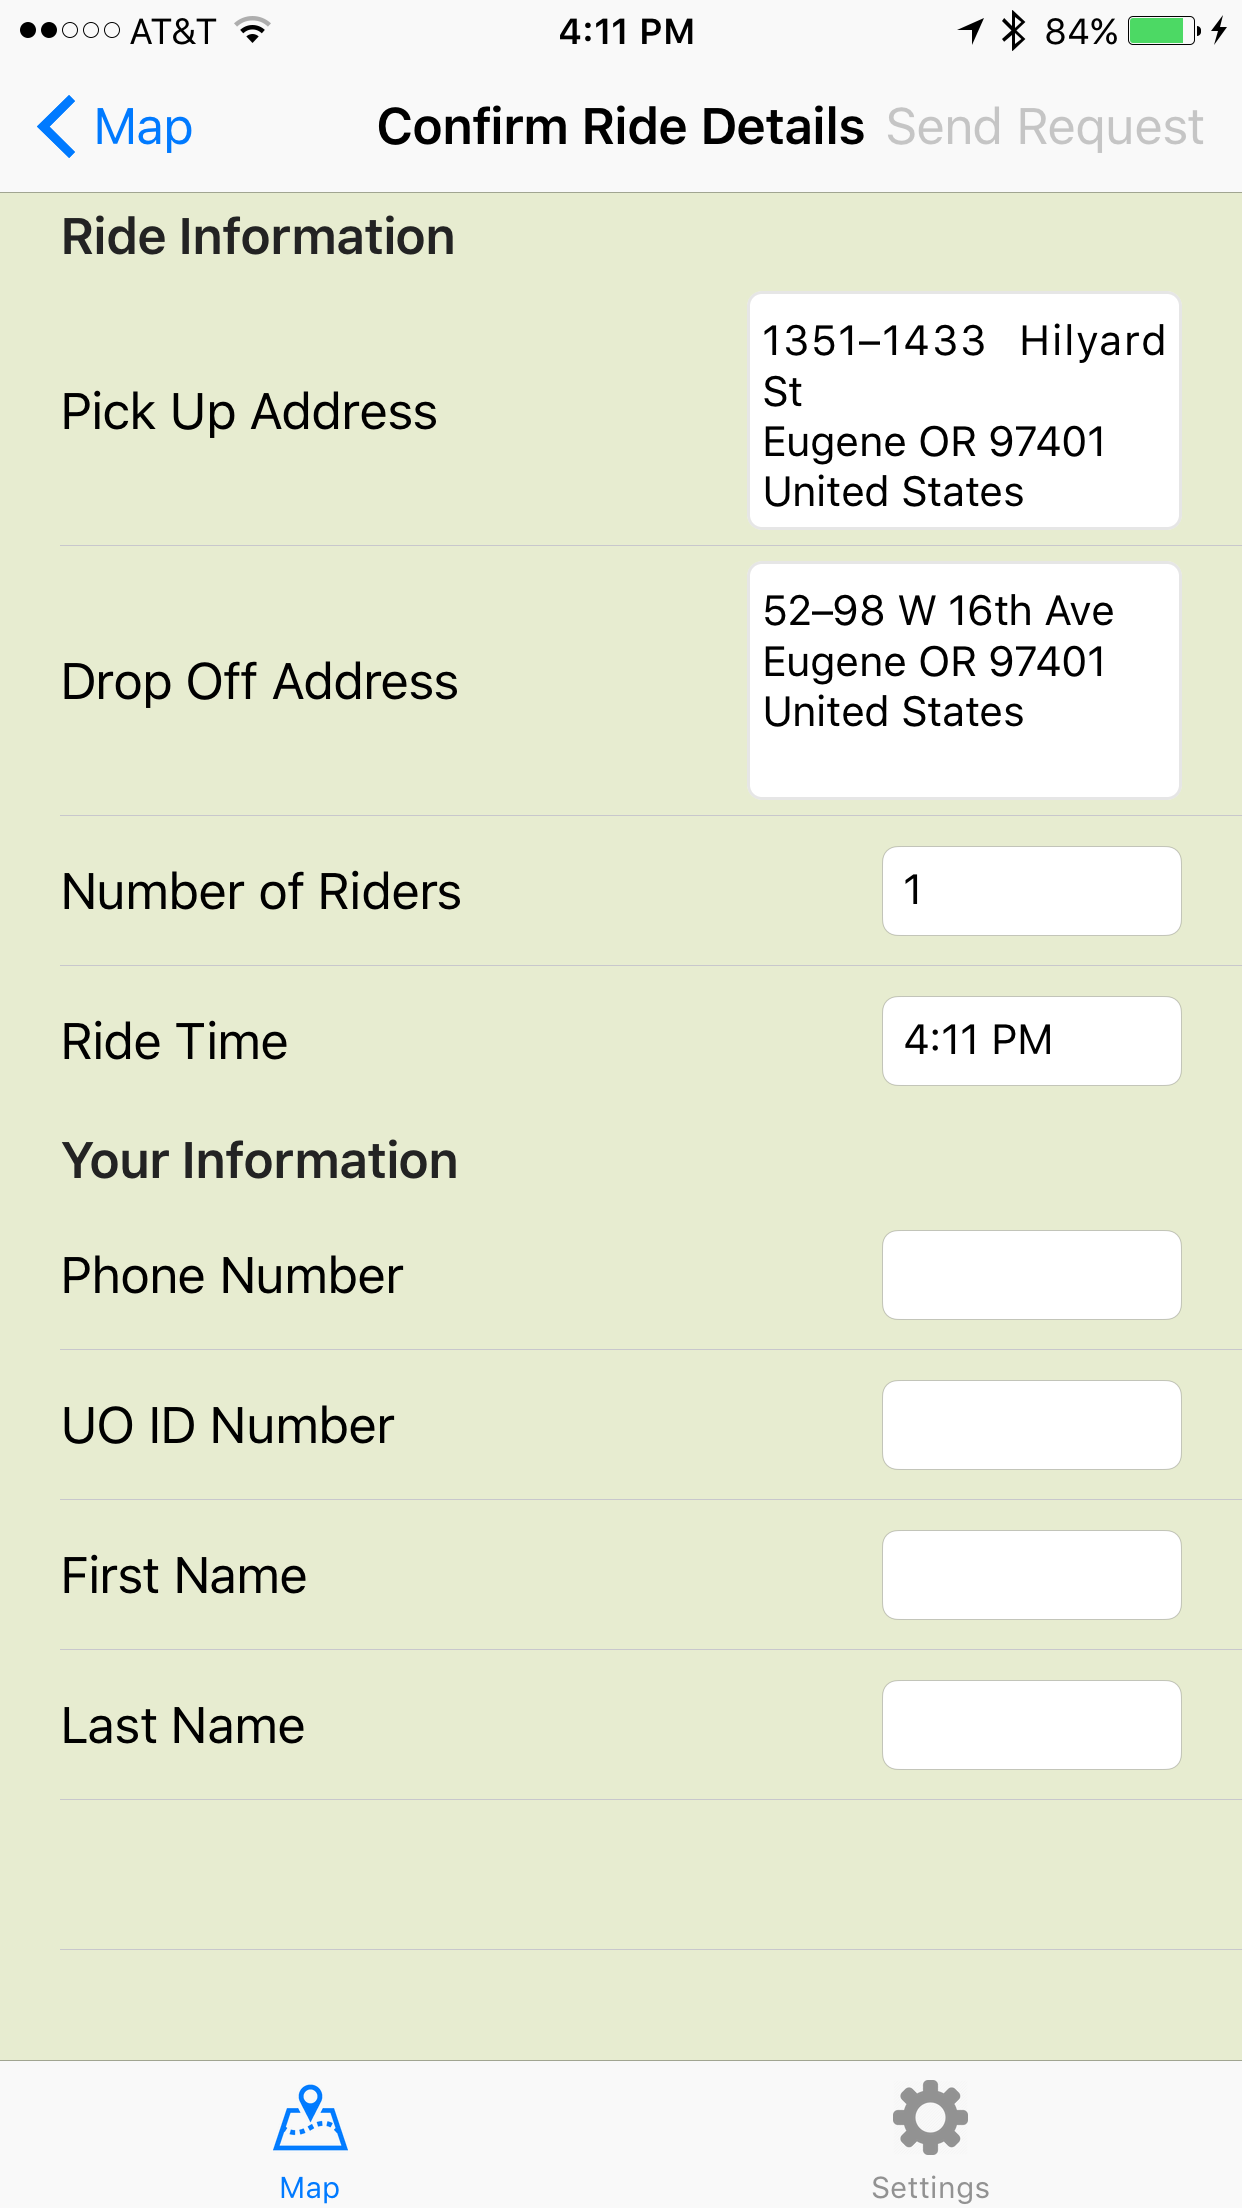 AT&T 4:11 PM 84%
Map Confirm Ride Details Send Request
Ride Information
Pick Up Address
1351–1433 Hilyard
St
Eugene OR 97401
United States
Drop Off Address
52–98 W 16th Ave
Eugene OR 97401
United States
Number of Riders 1
Ride Time 4:11 PM
Your Information
Phone Number
UO ID Number
First Name
Last Name
Map Settings